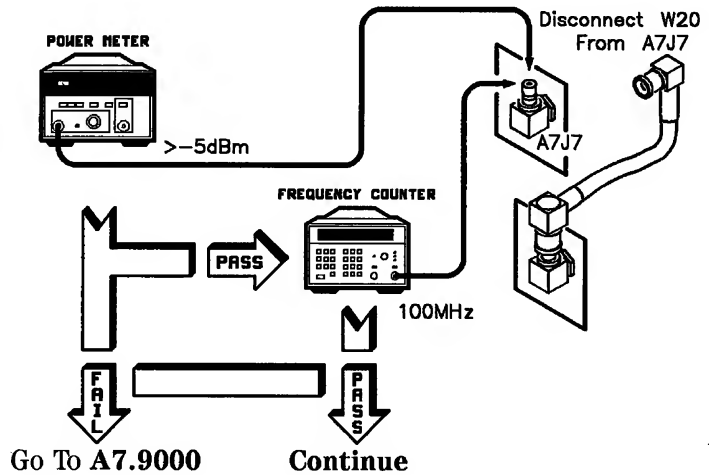 Disconnect W20
From A7J7
POWER METER
A7J7
>-5dBm
FREQUENCY COUNTER
PASS
100MHz
FAIL
PASS
Go To A7.9000
Continue